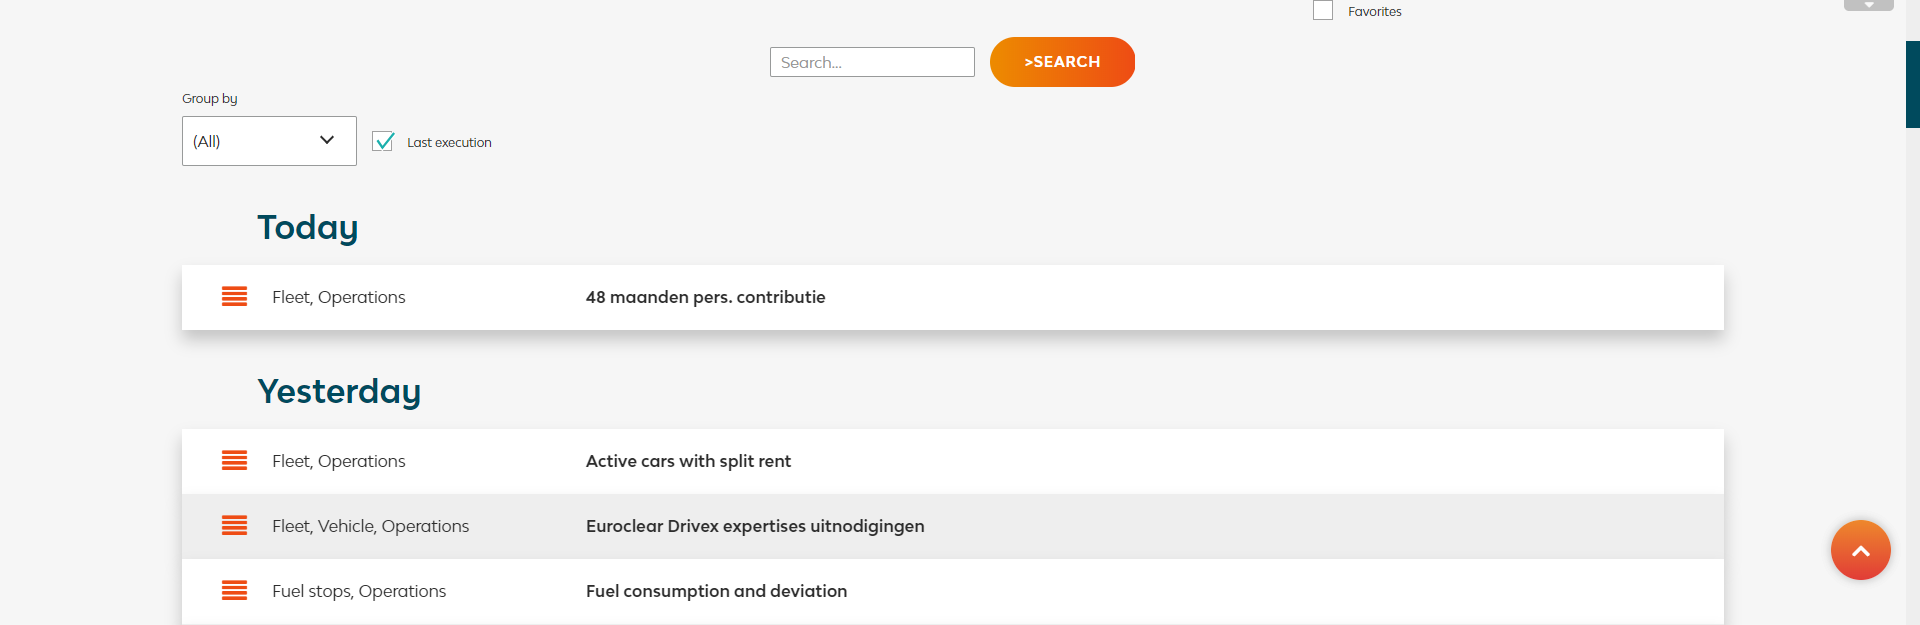 Favorites
Search...
>SEARCH
Group by
(All)
Last execution
Today
Fleet, Operations 48 maanden pers. contributie
Yesterday
Fleet, Operations Active cars with split rent
Fleet, Vehicle, Operations Euroclear Drivex expertises uitnodigingen
Fuel stops, Operations Fuel consumption and deviation